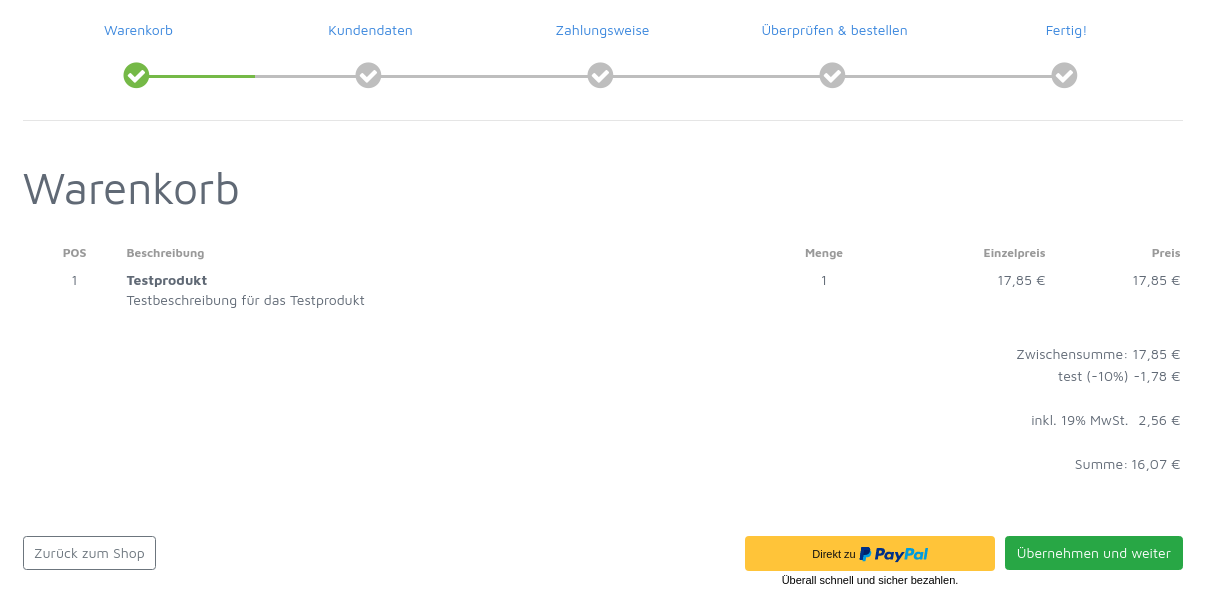 Warenkorb Kundendaten Zahlungsweise Überprüfen & bestellen Fertig!
Warenkorb
POS Beschreibung Menge Einzelpreis Preis
1 Testprodukt 1 17,85 € 17,85 €
Testbeschreibung für das Testprodukt
Zwischensumme: 17,85 €
test (-10%) -1,78 €
inkl. 19% MwSt. 2,56 €
Summe: 16,07 €
Zurück zum Shop Direkt zu PayPal Übernehmen und weiter
Überall schnell und sicher bezahlen.